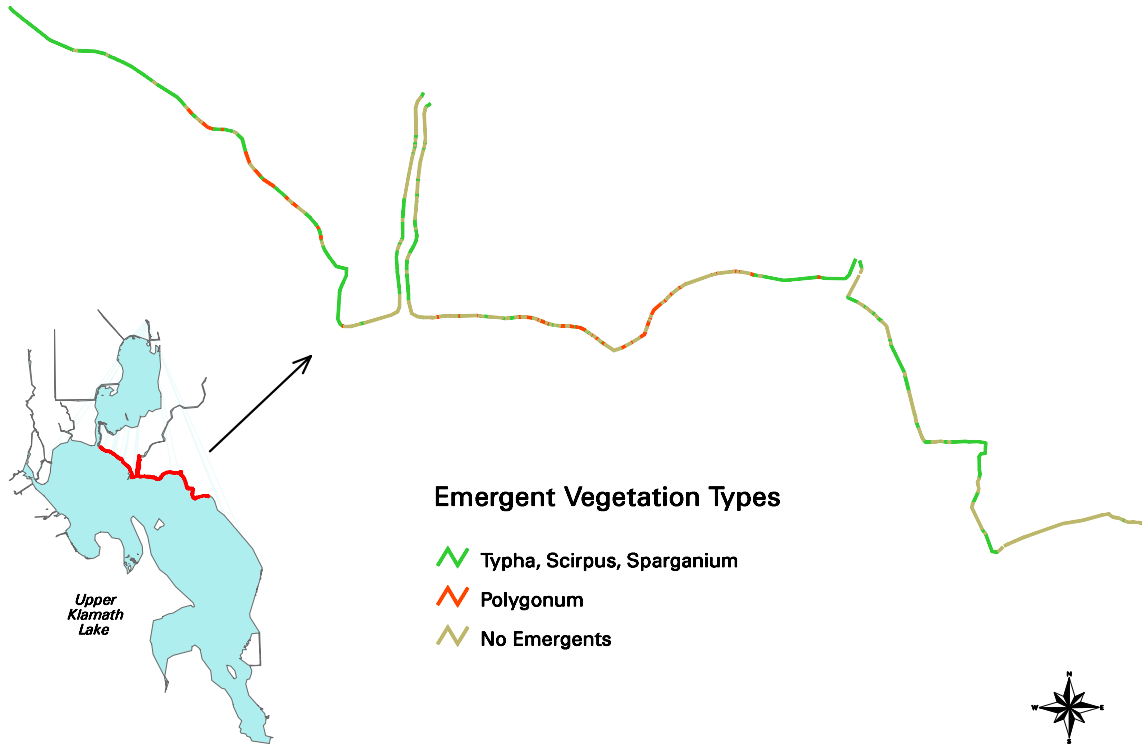 Emergent Vegetation Types
Typha, Scirpus, Sparganium
Polygonum
No Emergents
Upper
Klamath
Lake
N
W
E
S